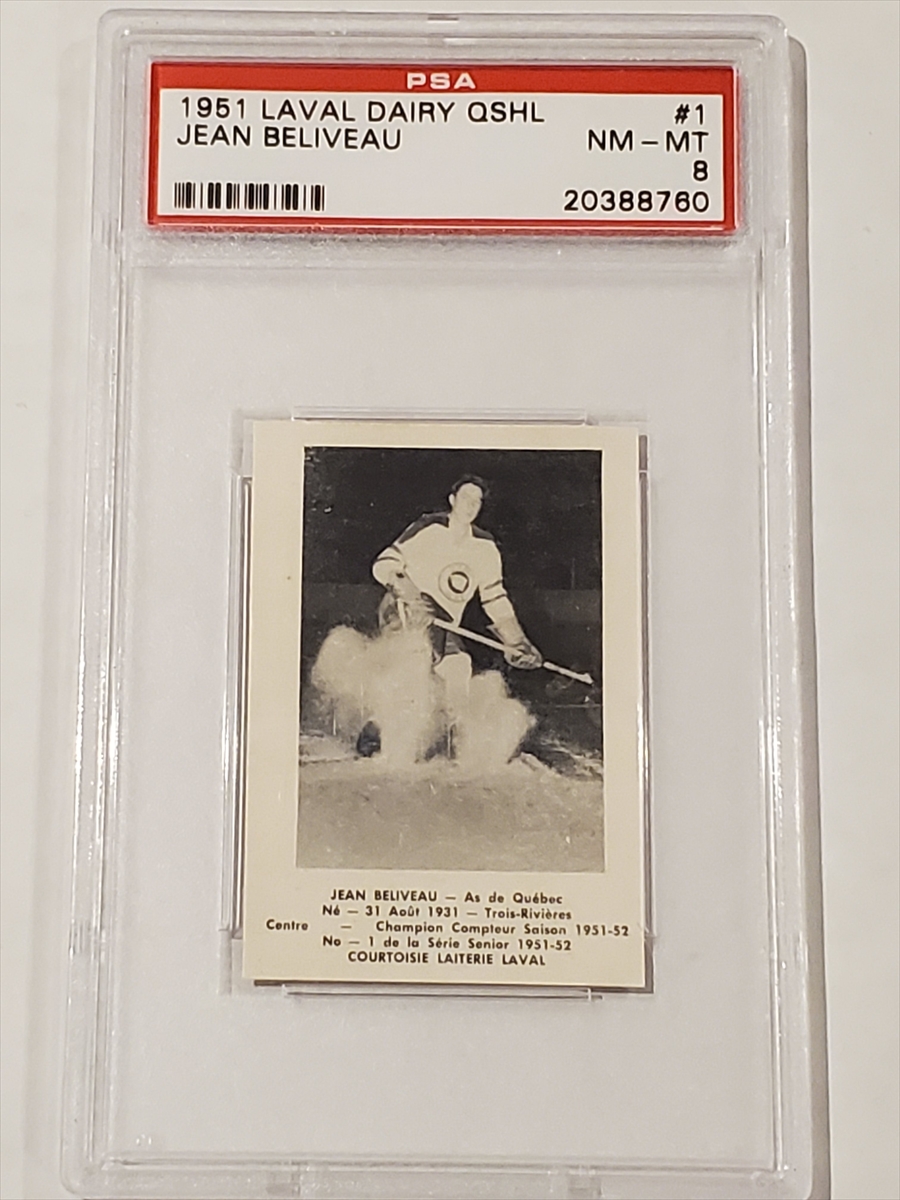 PSA
1951 LAVAL DAIRY QSHL #1
JEAN BELIVEAU NM - MT
8
20388760
JEAN BELIVEAU — As de Québec
Né — 31 Août 1931 — Trois-Rivières
Centre — Champion Compteur Saison 1951-52
No — 1 de la Série Senior 1951-52
COURTOISIE LAITERIE LAVAL